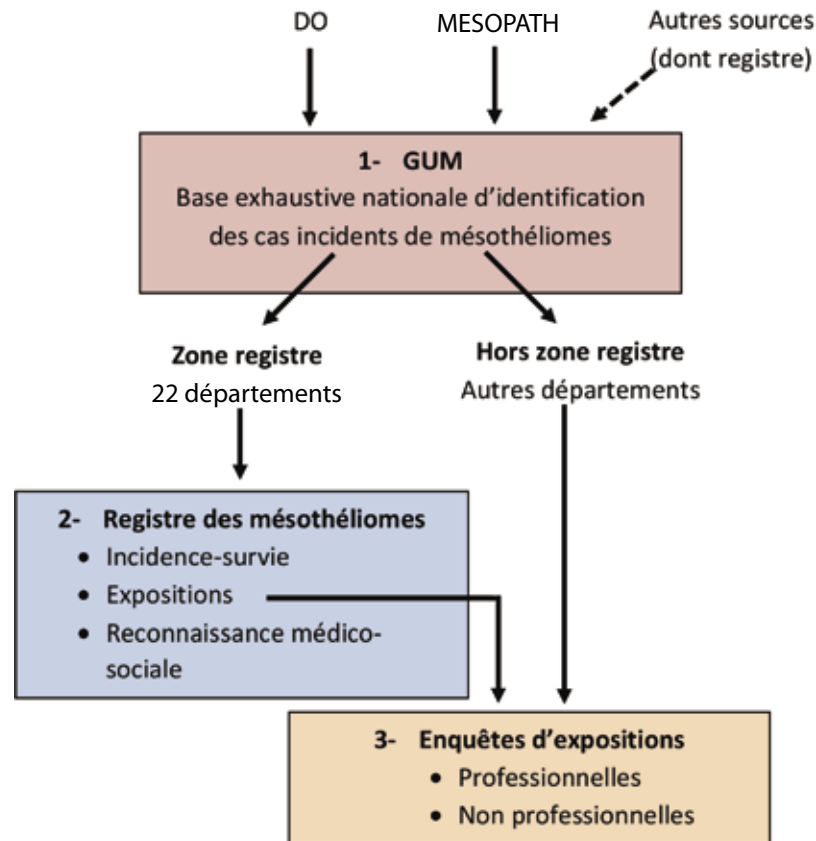 DO
MESOPATH
Autres sources
(dont registre)
1- GUM
Base exhaustive nationale d'identification
des cas incidents de mésothéliomes
Zone registre
22 départements
Hors zone registre
Autres départements
2- Registre des mésothéliomes
• Incidence-survie
• Expositions
• Reconnaissance médico-
sociale
3- Enquêtes d'expositions
• Professionnelles
• Non professionnelles